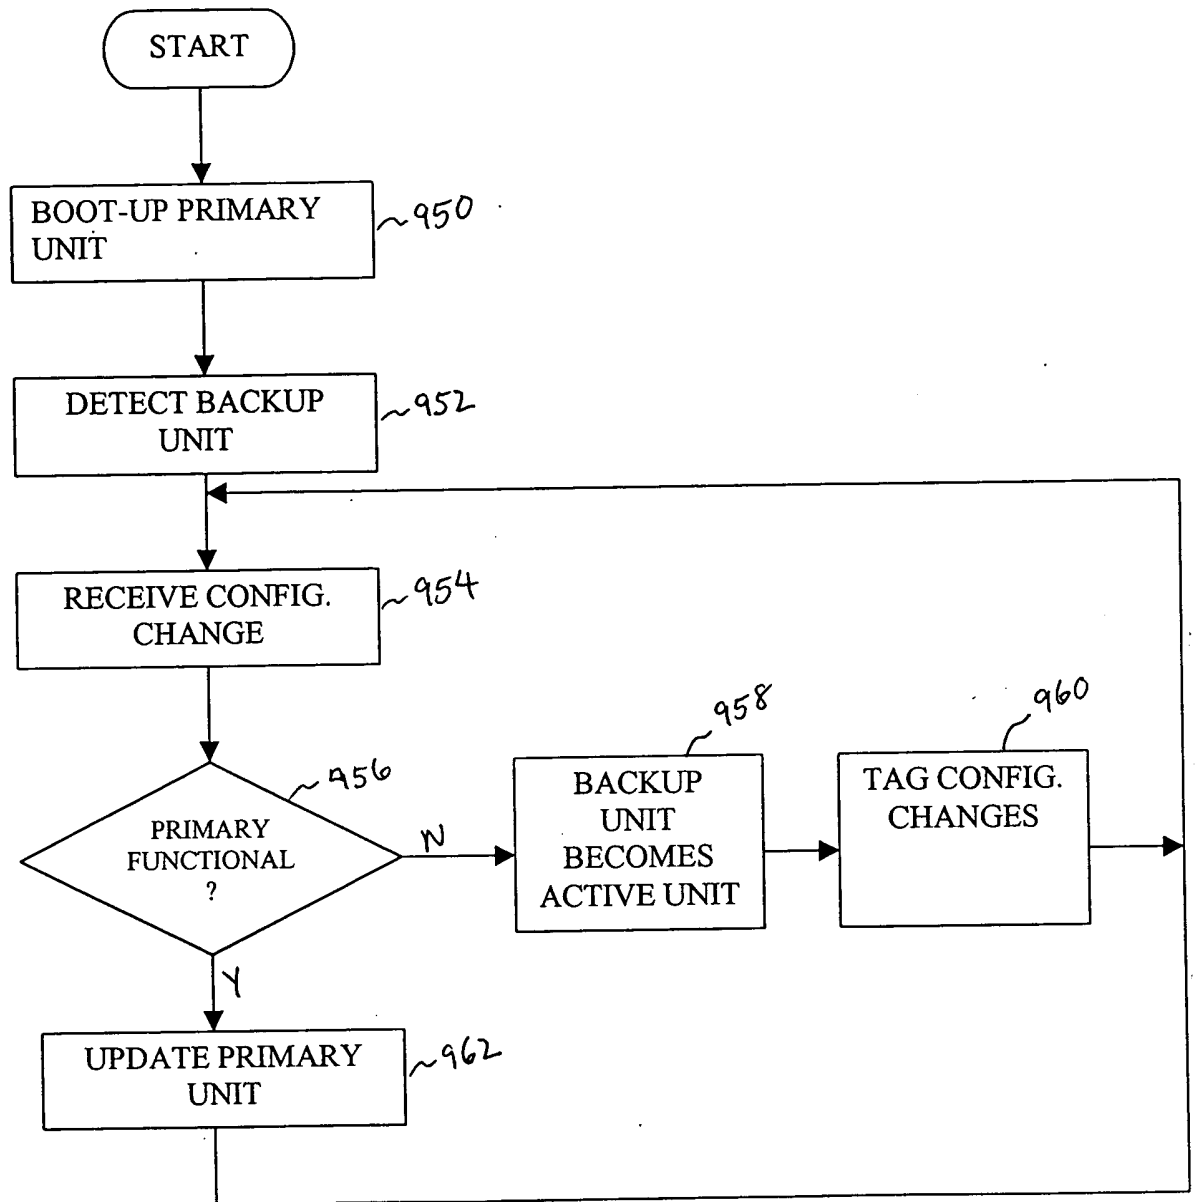 START
BOOT-UP PRIMARY
UNIT
~950
DETECT BACKUP
UNIT
~952
RECEIVE CONFIG.
CHANGE
~954
PRIMARY
FUNCTIONAL
?
956
N
Y
BACKUP
UNIT
BECOMES
ACTIVE UNIT
958
TAG CONFIG.
CHANGES
960
UPDATE PRIMARY
UNIT
~962